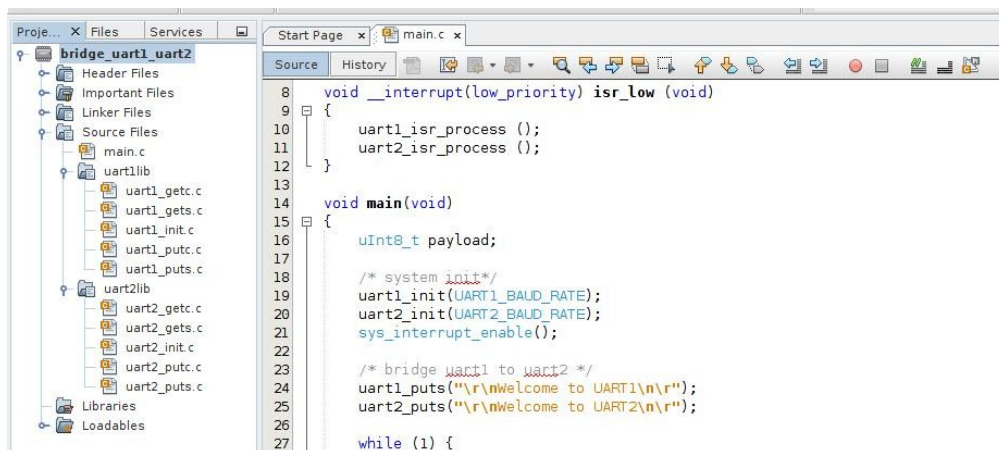 Proje... X Files Services
bridge_uart1_uart2
Header Files
Important Files
Linker Files
Source Files
main.c
uart1lib
uart1_getc.c
uart1_gets.c
uart1_init.c
uart1_putc.c
uart1_puts.c
uart2lib
uart2_getc.c
uart2_gets.c
uart2_init.c
uart2_putc.c
uart2_puts.c
Libraries
Loadables
Start Page x main.c x
Source History
8 void __interrupt(low_priority) isr_low (void)
9 {
10 uart1_isr_process ();
11 uart2_isr_process ();
12 }
13
14 void main(void)
15 {
16 uInt8_t payload;
17
18 /* system init*/
19 uart1_init(UART1_BAUD_RATE);
20 uart2_init(UART2_BAUD_RATE);
21 sys_interrupt_enable();
22
23 /* bridge uart1 to uart2 */
24 uart1_puts("\r\nWelcome to UART1\n\r");
25 uart2_puts("\r\nWelcome to UART2\n\r");
26
27 while (1) {